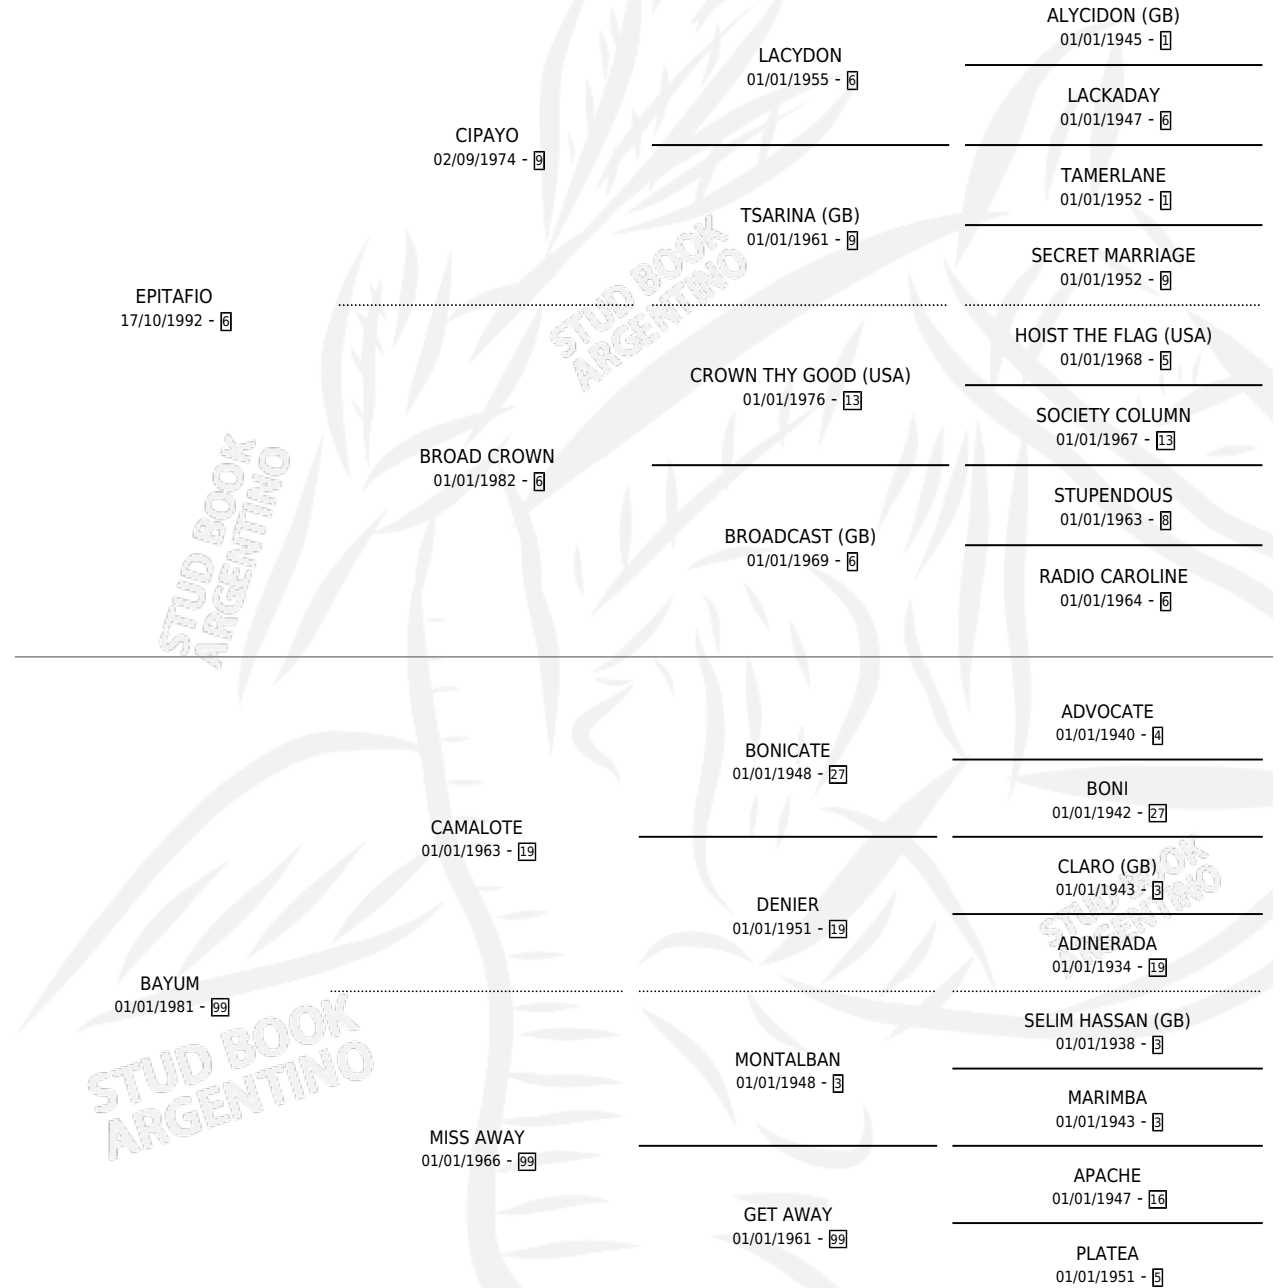 ALYCIDON (GB)
01/01/1945 - 1
LACYDON
01/01/1955 - 6
LACKADAY
01/01/1947 - 6
CIPAYO
02/09/1974 - 9
TAMERLANE
01/01/1952 - 1
TSARINA (GB)
01/01/1961 - 9
SECRET MARRIAGE
01/01/1952 - 9
EPITAFIO
17/10/1992 - 6
HOIST THE FLAG (USA)
01/01/1968 - 5
CROWN THY GOOD (USA)
01/01/1976 - 13
SOCIETY COLUMN
01/01/1967 - 13
BROAD CROWN
01/01/1982 - 6
STUPENDOUS
01/01/1963 - 8
BROADCAST (GB)
01/01/1969 - 6
RADIO CAROLINE
01/01/1964 - 6
STUD BOOK
ARGENTINO
STUD BOOK
ARGENTINO
ADVOCATE
01/01/1940 - 4
BONICATE
01/01/1948 - 27
BONI
01/01/1942 - 27
CAMALOTE
01/01/1963 - 19
CLARO (GB)
01/01/1943 - 3
DENIER
01/01/1951 - 19
ADINERADA
01/01/1934 - 19
BAYUM
01/01/1981 - 99
SELIM HASSAN (GB)
01/01/1938 - 3
MONTALBAN
01/01/1948 - 3
MARIMBA
01/01/1943 - 3
MISS AWAY
01/01/1966 - 99
APACHE
01/01/1947 - 16
GET AWAY
01/01/1961 - 99
PLATEA
01/01/1951 - 5
STUD BOOK
ARGENTINO
STUD BOOK
ARGENTINO